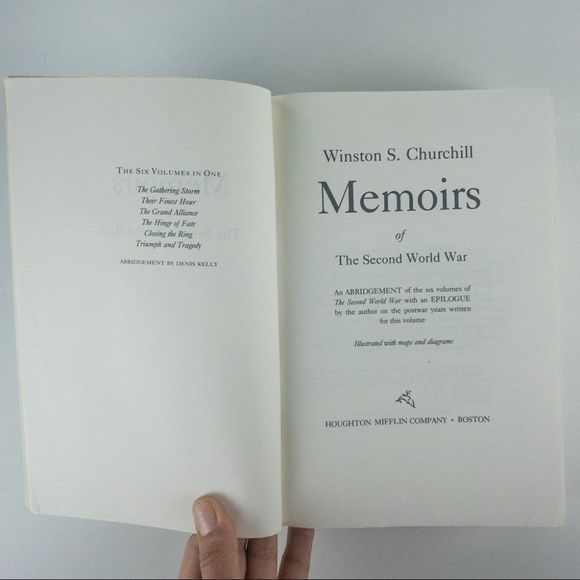 THE SIX VOLUMES IN ONE
The Gathering Storm
Their Finest Hour
The Grand Alliance
The Hinge of Fate
Closing the Ring
Triumph and Tragedy
ABRIDGEMENT BY DENIS KELLY
Winston S. Churchill
Memoirs
of
The Second World War
An ABRIDGEMENT of the six volumes of
The Second World War with an EPILOGUE
by the author on the postwar years written
for this volume
Illustrated with maps and diagrams
HOUGHTON MIFFLIN COMPANY • BOSTON